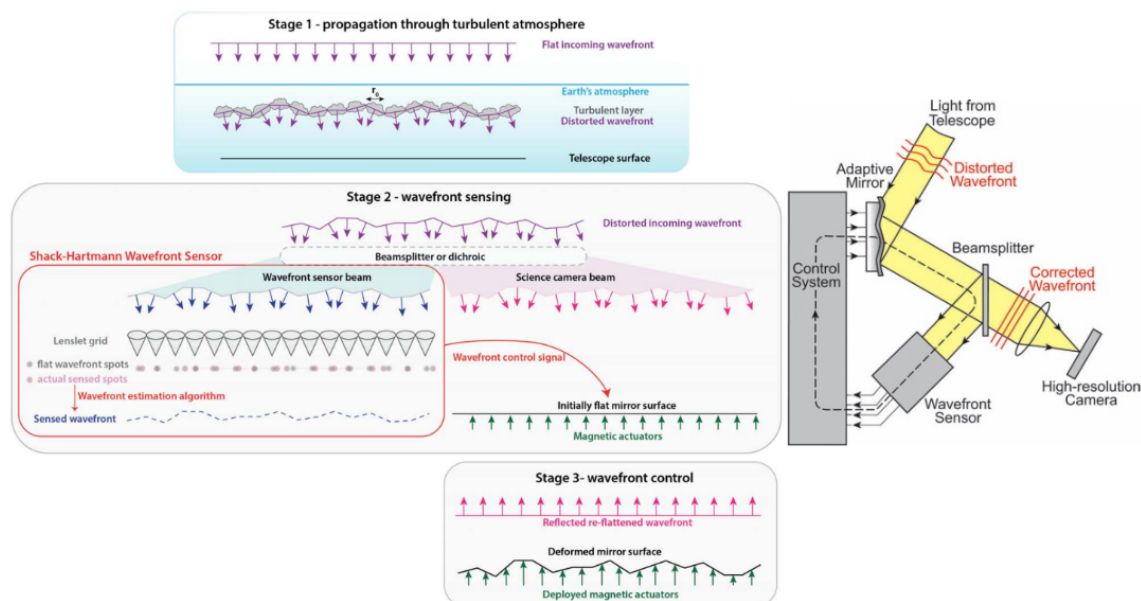 Stage 1 - propagation through turbulent atmosphere
Flat incoming wavefront
Earth's atmosphere
r₀
Turbulent layer
Distorted wavefront
Telescope surface
Stage 2 - wavefront sensing
Distorted incoming wavefront
Beamsplitter or dichroic
Shack-Hartmann Wavefront Sensor
Wavefront sensor beam
Science camera beam
Lenslet grid
flat wavefront spots
actual sensed spots
Wavefront estimation algorithm
Sensed wavefront
Wavefront control signal
Initially flat mirror surface
Magnetic actuators
Stage 3- wavefront control
Reflected re-flattened wavefront
Deformed mirror surface
Deployed magnetic actuators
Light from
Telescope
Adaptive
Mirror
Distorted
Wavefront
Beamsplitter
Control
System
Corrected
Wavefront
Wavefront
Sensor
High-resolution
Camera